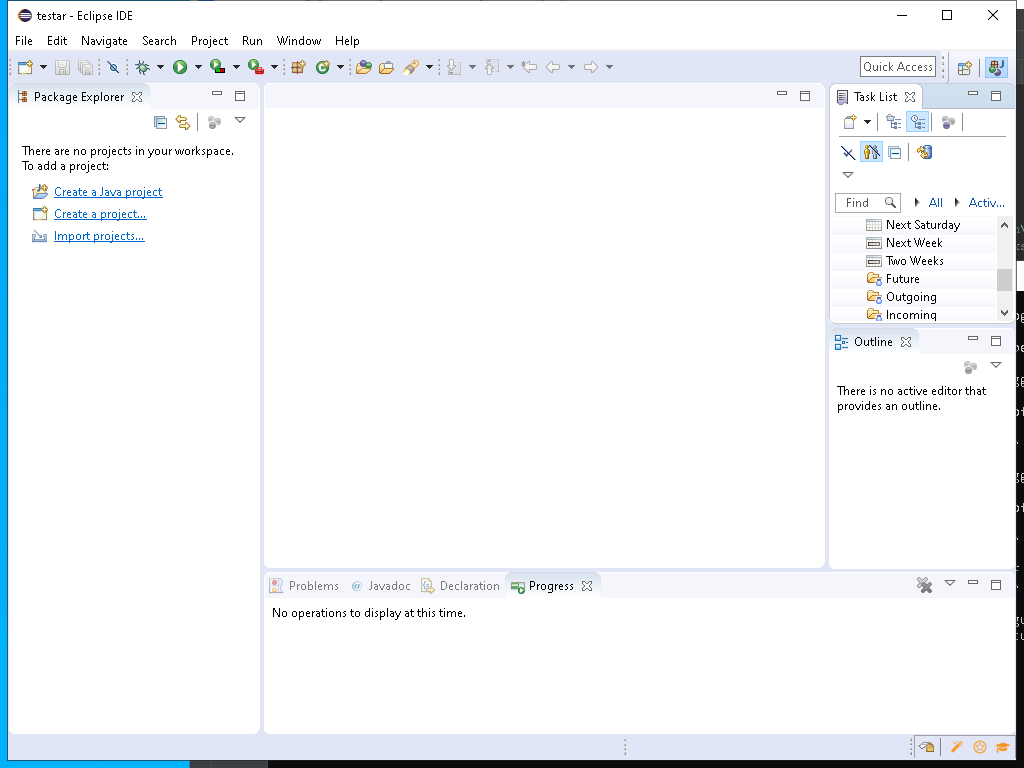 testar - Eclipse IDE
File Edit Navigate Search Project Run Window Help
Quick Access
Package Explorer
There are no projects in your workspace.
To add a project:
Create a Java project
Create a project...
Import projects...
Task List
Find All Activ...
Next Saturday
Next Week
Two Weeks
Future
Outgoing
Incoming
Outline
There is no active editor that
provides an outline.
Problems @ Javadoc Declaration Progress
No operations to display at this time.